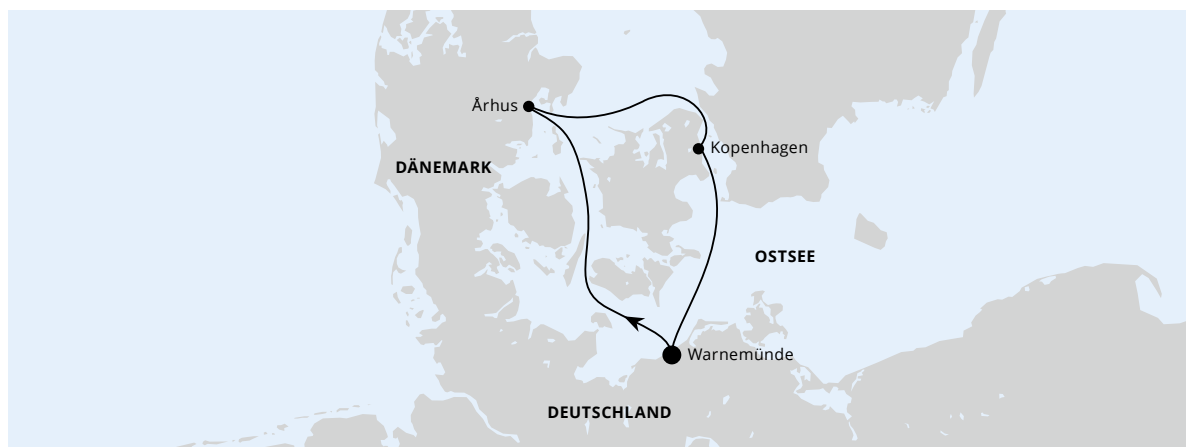 Århus
Kopenhagen
DÄNEMARK
OSTSEE
Warnemünde
DEUTSCHLAND